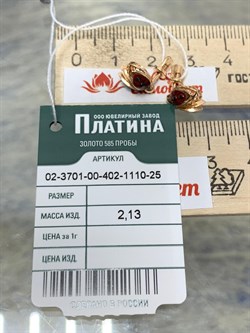 ООО ЮВЕЛИРНЫЙ ЗАВОД
ПЛАТИНА
ЗОЛОТО 585 ПРОБЫ
АРТИКУЛ
02-3701-00-402-1110-25
РАЗМЕР
МАССА ИЗД. 2,13
ЦЕНА за 1г
ЦЕНА ИЗД.
СДЕЛАНО В РОССИИ